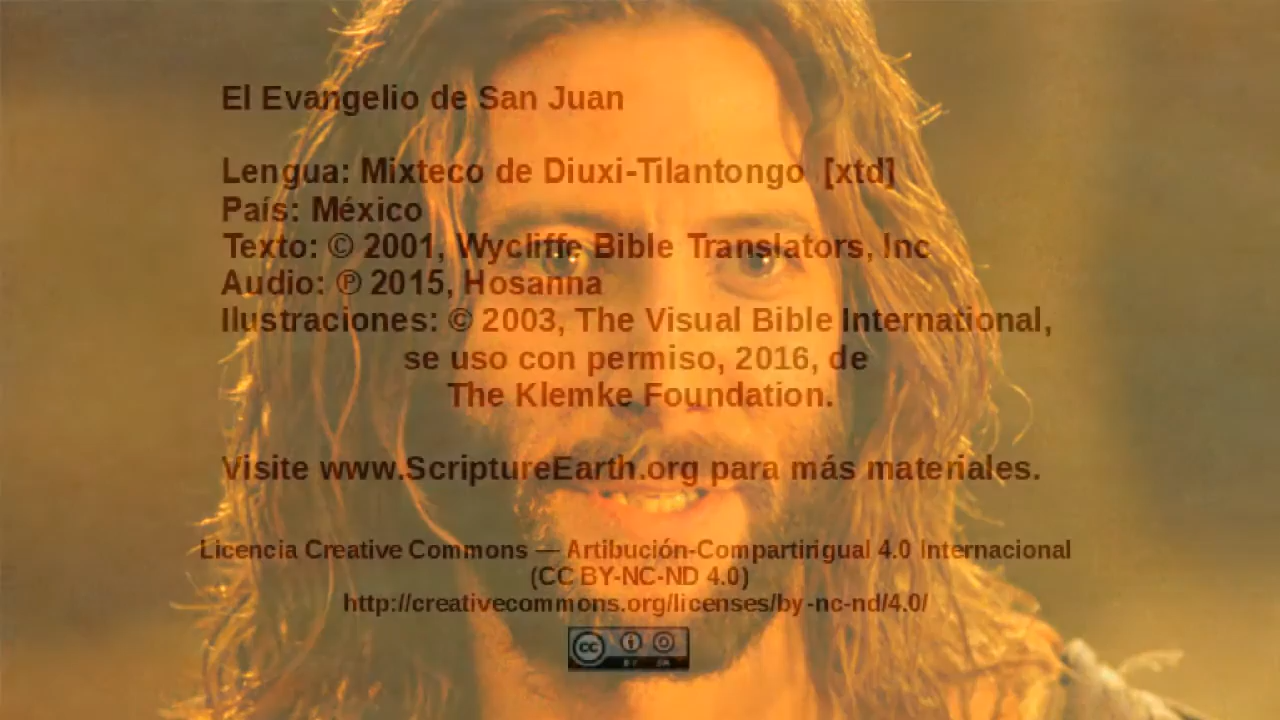 El Evangelio de San Juan
Lengua: Mixteco de Diuxi-Tilantongo [xtd]
País: México
Texto: © 2001, Wycliffe Bible Translators, Inc
Audio: ℗ 2015, Hosanna
Ilustraciones: © 2003, The Visual Bible International,
se uso con permiso, 2016, de
The Klemke Foundation.
Visite www.ScriptureEarth.org para más materiales.
Licencia Creative Commons — Artibución-Compartirigual 4.0 Internacional
(CC BY-NC-ND 4.0)
http://creativecommons.org/licenses/by-nc-nd/4.0/
cc BY SA